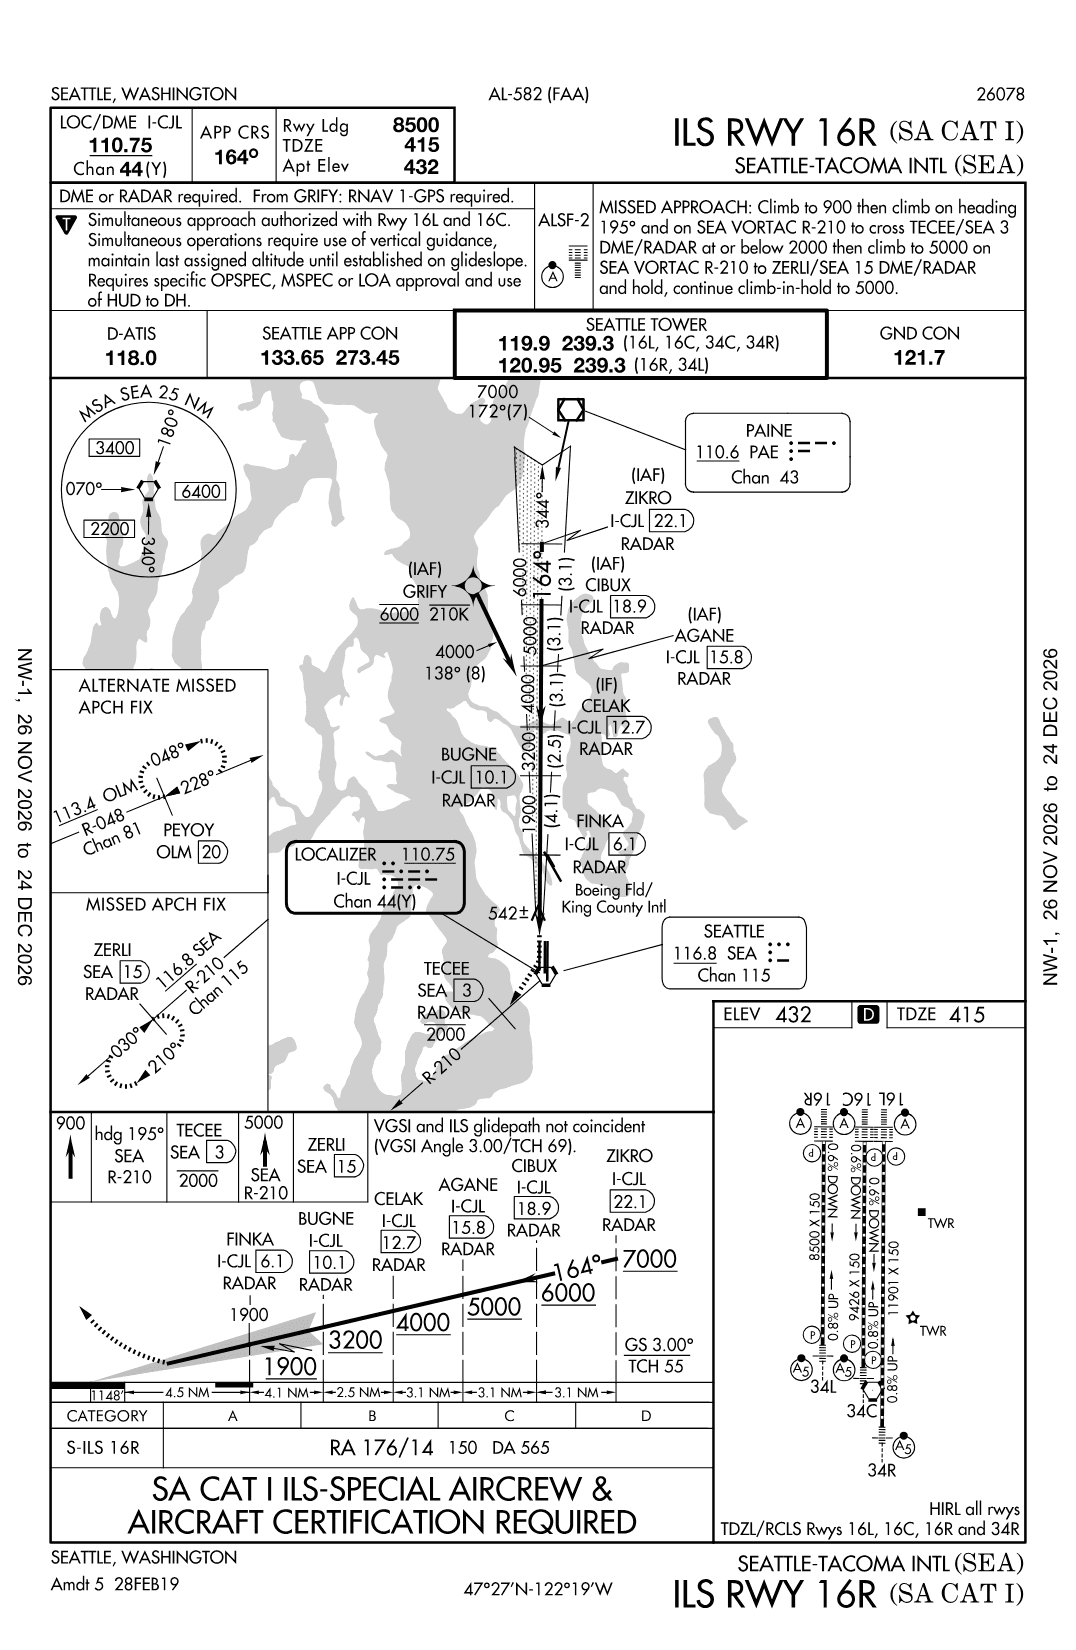 SEATTLE, WASHINGTON
AL-582 (FAA)
26078
LOC/DME I-CJL
110.75
Chan 44 (Y)
APP CRS
164°
Rwy Ldg 8500
TDZE 415
Apt Elev 432
ILS RWY 16R (SA CAT I)
SEATTLE-TACOMA INTL (SEA)
DME or RADAR required. From GRIFY: RNAV 1-GPS required.
T
Simultaneous approach authorized with Rwy 16L and 16C.
Simultaneous operations require use of vertical guidance,
maintain last assigned altitude until established on glideslope.
Requires specific OPSPEC, MSPEC or LOA approval and use
of HUD to DH.
ALSF-2
A
MISSED APPROACH: Climb to 900 then climb on heading
195° and on SEA VORTAC R-210 to cross TECEE/SEA 3
DME/RADAR at or below 2000 then climb to 5000 on
SEA VORTAC R-210 to ZERLI/SEA 15 DME/RADAR
and hold, continue climb-in-hold to 5000.
D-ATIS
118.0
SEATTLE APP CON
133.65 273.45
SEATTLE TOWER
119.9 239.3 (16L, 16C, 34C, 34R)
120.95 239.3 (16R, 34L)
GND CON
121.7
MSA SEA 25 NM
180°
3400
070°
6400
2200
340°
7000
172°(7)
PAINE
110.6 PAE
Chan 43
344°
(IAF)
ZIKRO
I-CJL 22.1
RADAR
6000
164°
(3.1)
(IAF)
CIBUX
I-CJL 18.9
RADAR
(IAF)
GRIFY
6000 210K
4000
138° (8)
5000
(3.1)
(IAF)
AGANE
I-CJL 15.8
RADAR
4000
(3.1)
(IF)
CELAK
I-CJL 12.7
RADAR
3200
(2.5)
BUGNE
I-CJL 10.1
RADAR
1900
(4.1)
FINKA
I-CJL 6.1
RADAR
Boeing Fld/
King County Intl
LOCALIZER 110.75
I-CJL
Chan 44(Y)
542±
SEATTLE
116.8 SEA
Chan 115
TECEE
SEA 3
RADAR
2000
R-210
ALTERNATE MISSED
APCH FIX
048°
228°
113.4 OLM
R-048
Chan 81
PEYOY
OLM 20
MISSED APCH FIX
ZERLI
SEA 15
RADAR
116.8 SEA
R-210
Chan 115
030°
210°
NW-1, 26 NOV 2026 to 24 DEC 2026
NW-1, 26 NOV 2026 to 24 DEC 2026
ELEV 432
D
TDZE 415
16R
16C
16L
A
A
A
P
P
P
0.6% DOWN
0.6% DOWN
0.6% DOWN
8500 X 150
9426 X 150
11901 X 150
TWR
TWR
0.8% UP
0.8% UP
0.8% UP
P
P
P
A5
A5
34L
34C
A5
34R
HIRL all rwys
TDZL/RCLS Rwys 16L, 16C, 16R and 34R
900
hdg 195°
SEA
R-210
TECEE
SEA 3
2000
5000
SEA
R-210
ZERLI
SEA 15
VGSI and ILS glidepath not coincident
(VGSI Angle 3.00/TCH 69).
FINKA
I-CJL 6.1
RADAR
BUGNE
I-CJL
10.1
RADAR
CELAK
I-CJL
12.7
RADAR
AGANE
I-CJL
15.8
RADAR
CIBUX
I-CJL
18.9
RADAR
ZIKRO
I-CJL
22.1
RADAR
1900
1900
3200
4000
5000
6000
164°
7000
GS 3.00°
TCH 55
1148'
4.5 NM
4.1 NM
2.5 NM
3.1 NM
3.1 NM
3.1 NM
CATEGORY A B C D
S-ILS 16R RA 176/14 150 DA 565
SA CAT I ILS-SPECIAL AIRCREW &
AIRCRAFT CERTIFICATION REQUIRED
SEATTLE, WASHINGTON
Amdt 5 28FEB19
47°27'N-122°19'W
SEATTLE-TACOMA INTL (SEA)
ILS RWY 16R (SA CAT I)